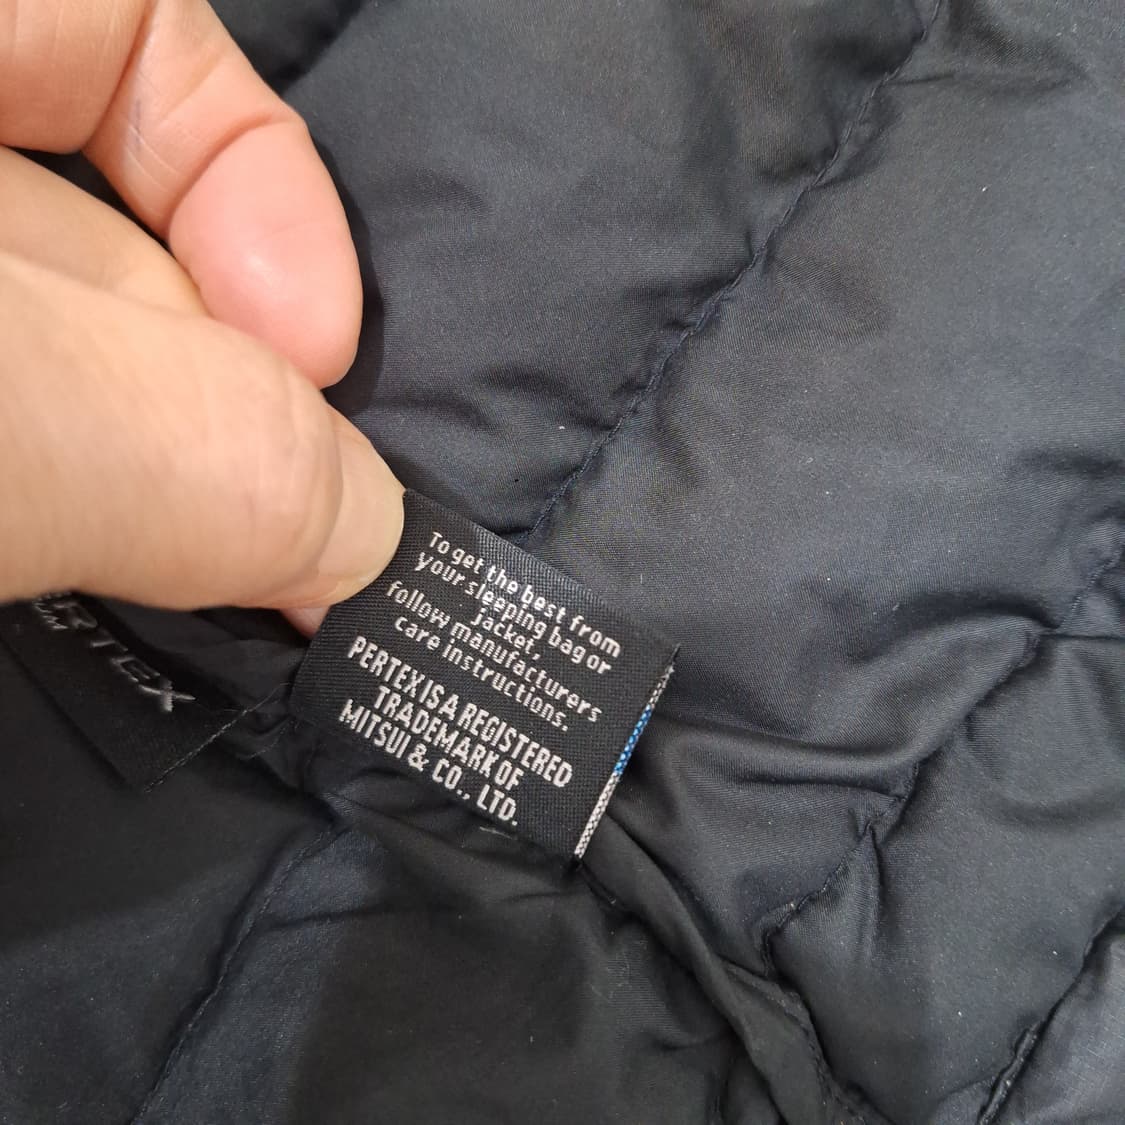 To get the best from
your sleeping bag or
jacket,
follow manufacturers
care instructions.
PERTEX IS A REGISTERED
TRADEMARK OF
MITSUI & CO., LTD.